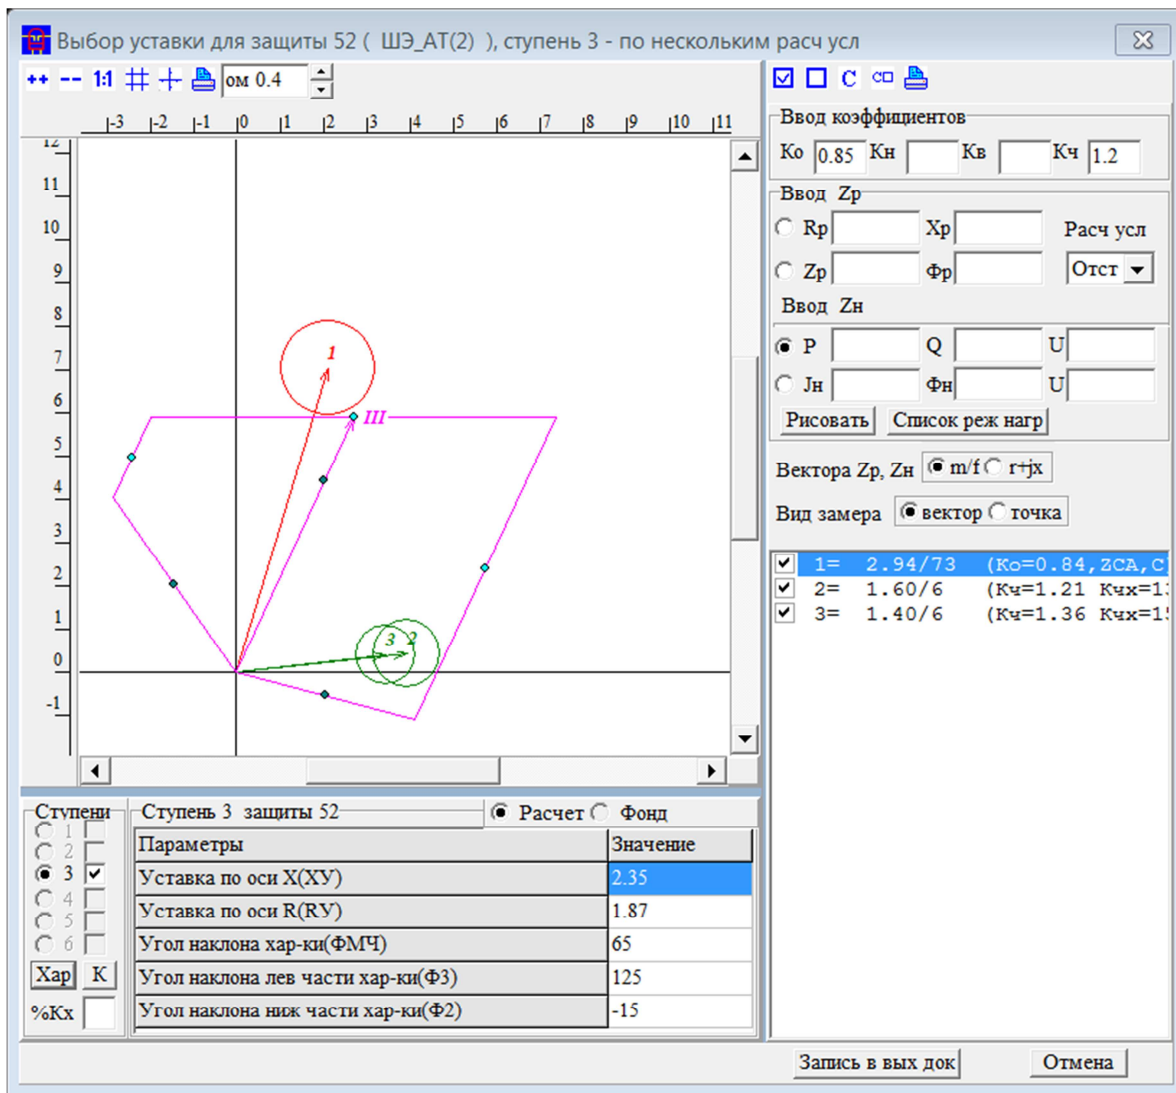 Выбор уставки для защиты 52 ( ШЭ_АТ(2) ), ступень 3 - по нескольким расч усл
++ -- 1:1 ом 0.4
-3 -2 -1 0 1 2 3 4 5 6 7 8 9 10 11
12
11
10
9
8
7
6
5
4
3
2
1
0
-1
1
III
3 2
C
Ввод коэффициентов
Ко 0.85 Кн Кв Кч 1.2
Ввод Zp
Rp Xp Расч усл
Zp Фр Отст
Ввод Zн
P Q U
Jн Фн U
Рисовать Список реж нагр
Вектора Zp, Zн m/f r+jx
Вид замера вектор точка
1= 2.94/73 (Ко=0.84,ZCA,C)
2= 1.60/6 (Кч=1.21 Кчх=13
3= 1.40/6 (Кч=1.36 Кчх=15
Ступени
1
2
3
4
5
6
Хар К
%Кх
Ступень 3 защиты 52 Расчет Фонд
Параметры Значение
Уставка по оси X(XУ) 2.35
Уставка по оси R(RУ) 1.87
Угол наклона хар-ки(ФМЧ) 65
Угол наклона лев части хар-ки(Ф3) 125
Угол наклона ниж части хар-ки(Ф2) -15
Запись в вых док Отмена